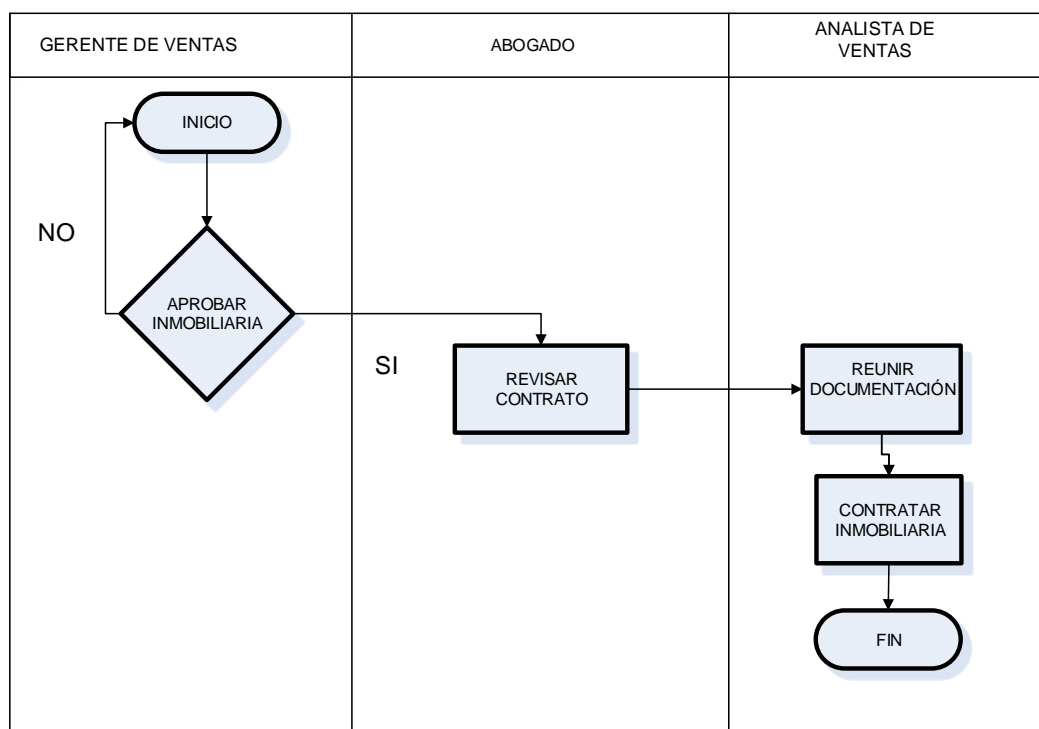 GERENTE DE VENTAS
ABOGADO
ANALISTA DE
VENTAS
INICIO
NO
APROBAR
INMOBILIARIA
SI
REVISAR
CONTRATO
REUNIR
DOCUMENTACIÓN
CONTRATAR
INMOBILIARIA
FIN